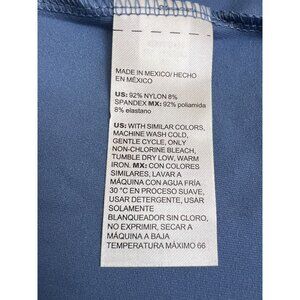 MADE IN MEXICO/ HECHO
EN MÉXICO
US: 92% NYLON 8%
SPANDEX MX: 92% poliamida
8% elastano
US: WITH SIMILAR COLORS,
MACHINE WASH COLD,
GENTLE CYCLE, ONLY
NON-CHLORINE BLEACH,
TUMBLE DRY LOW, WARM
IRON. MX: CON COLORES
SIMILARES, LAVAR A
MÁQUINA CON AGUA FRÍA
30 °C EN PROCESO SUAVE,
USAR DETERGENTE, USAR
SOLAMENTE
BLANQUEADOR SIN CLORO,
NO EXPRIMIR, SECAR A
MÁQUINA A BAJA
TEMPERATURA MÁXIMO 66